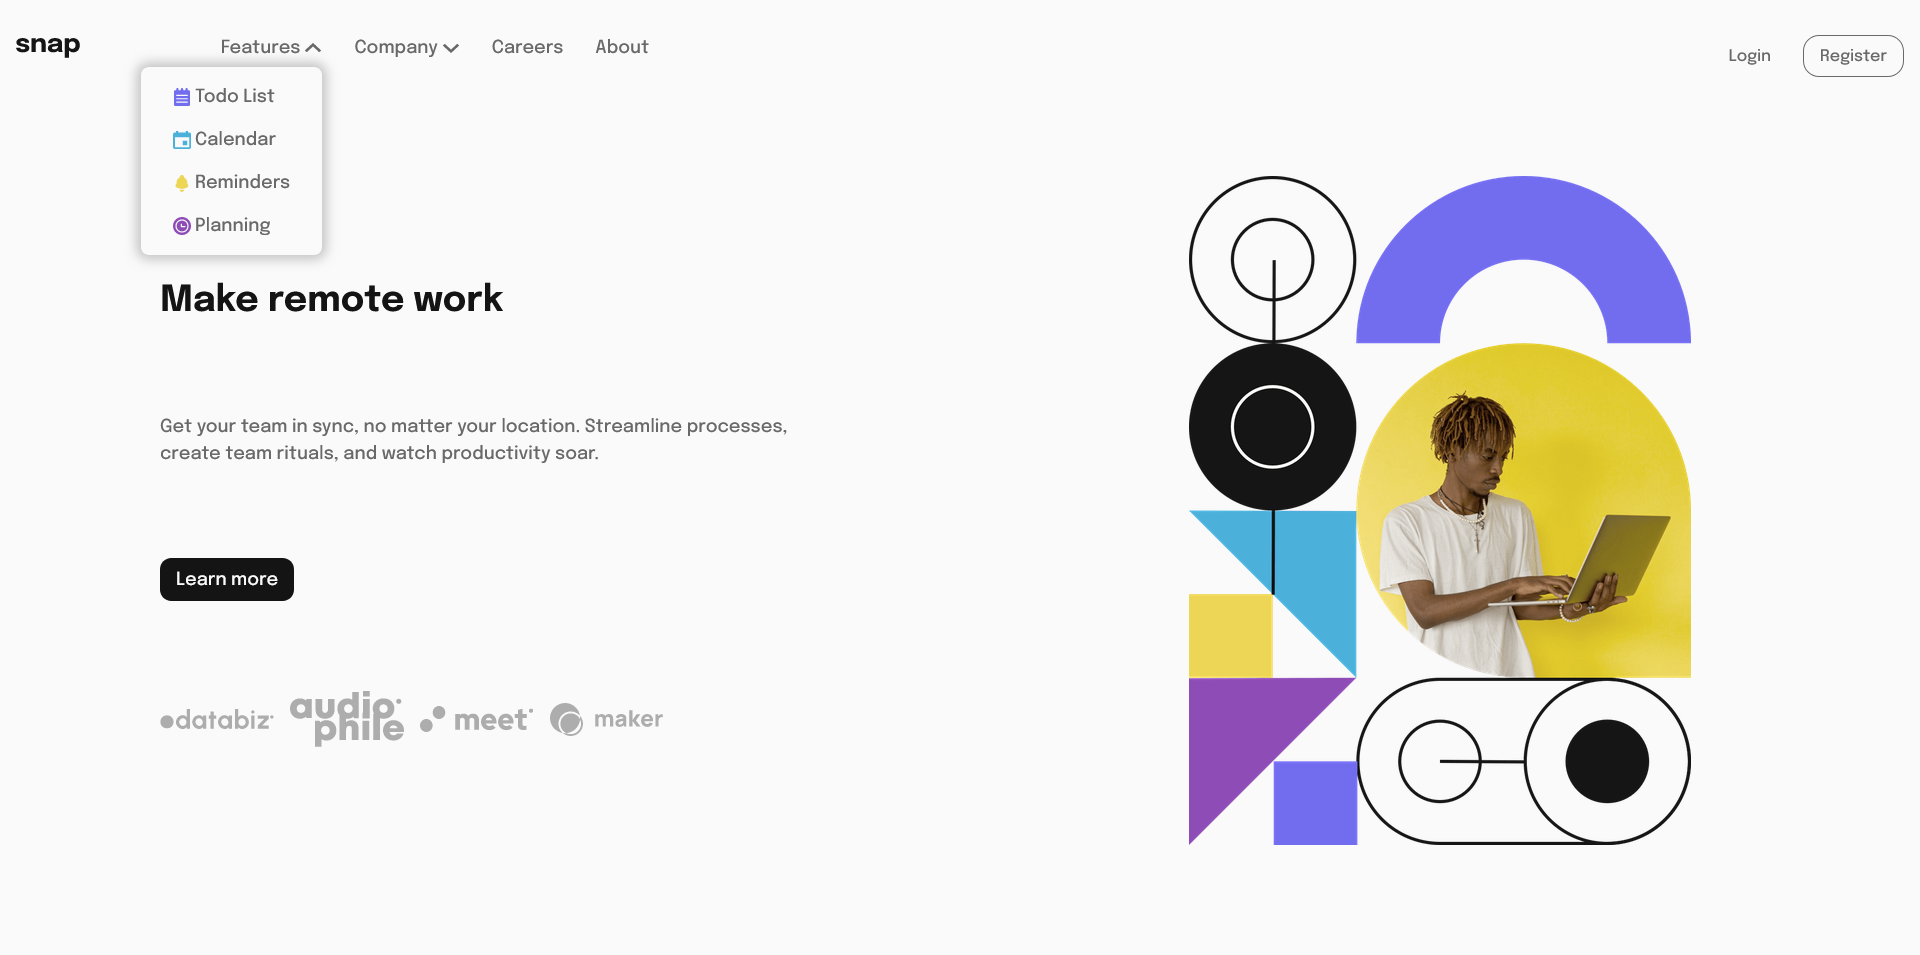 snap
Features
Company
Careers
About
Login
Register
Todo List
Calendar
Reminders
Planning
Make remote work
Get your team in sync, no matter your location. Streamline processes,
create team rituals, and watch productivity soar.
Learn more
databiz
audio
phile
meet
maker